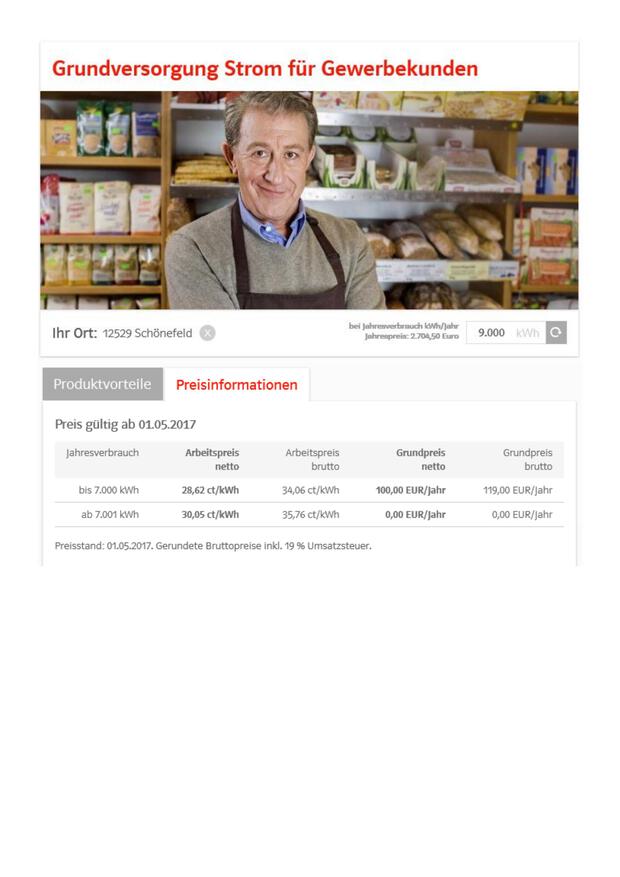 Grundversorgung Strom für Gewerbekunden
Ihr Ort: 12529 Schönefeld X
bei Jahresverbrauch kWh/Jahr
Jahrespreis: 2.704,50 Euro
9.000 kWh
Produktvorteile Preisinformationen
Preis gültig ab 01.05.2017
Jahresverbrauch Arbeitspreis netto Arbeitspreis brutto Grundpreis netto Grundpreis brutto
bis 7.000 kWh 28,62 ct/kWh 34,06 ct/kWh 100,00 EUR/Jahr 119,00 EUR/Jahr
ab 7.001 kWh 30,05 ct/kWh 35,76 ct/kWh 0,00 EUR/Jahr 0,00 EUR/Jahr
Preisstand: 01.05.2017. Gerundete Bruttopreise inkl. 19 % Umsatzsteuer.